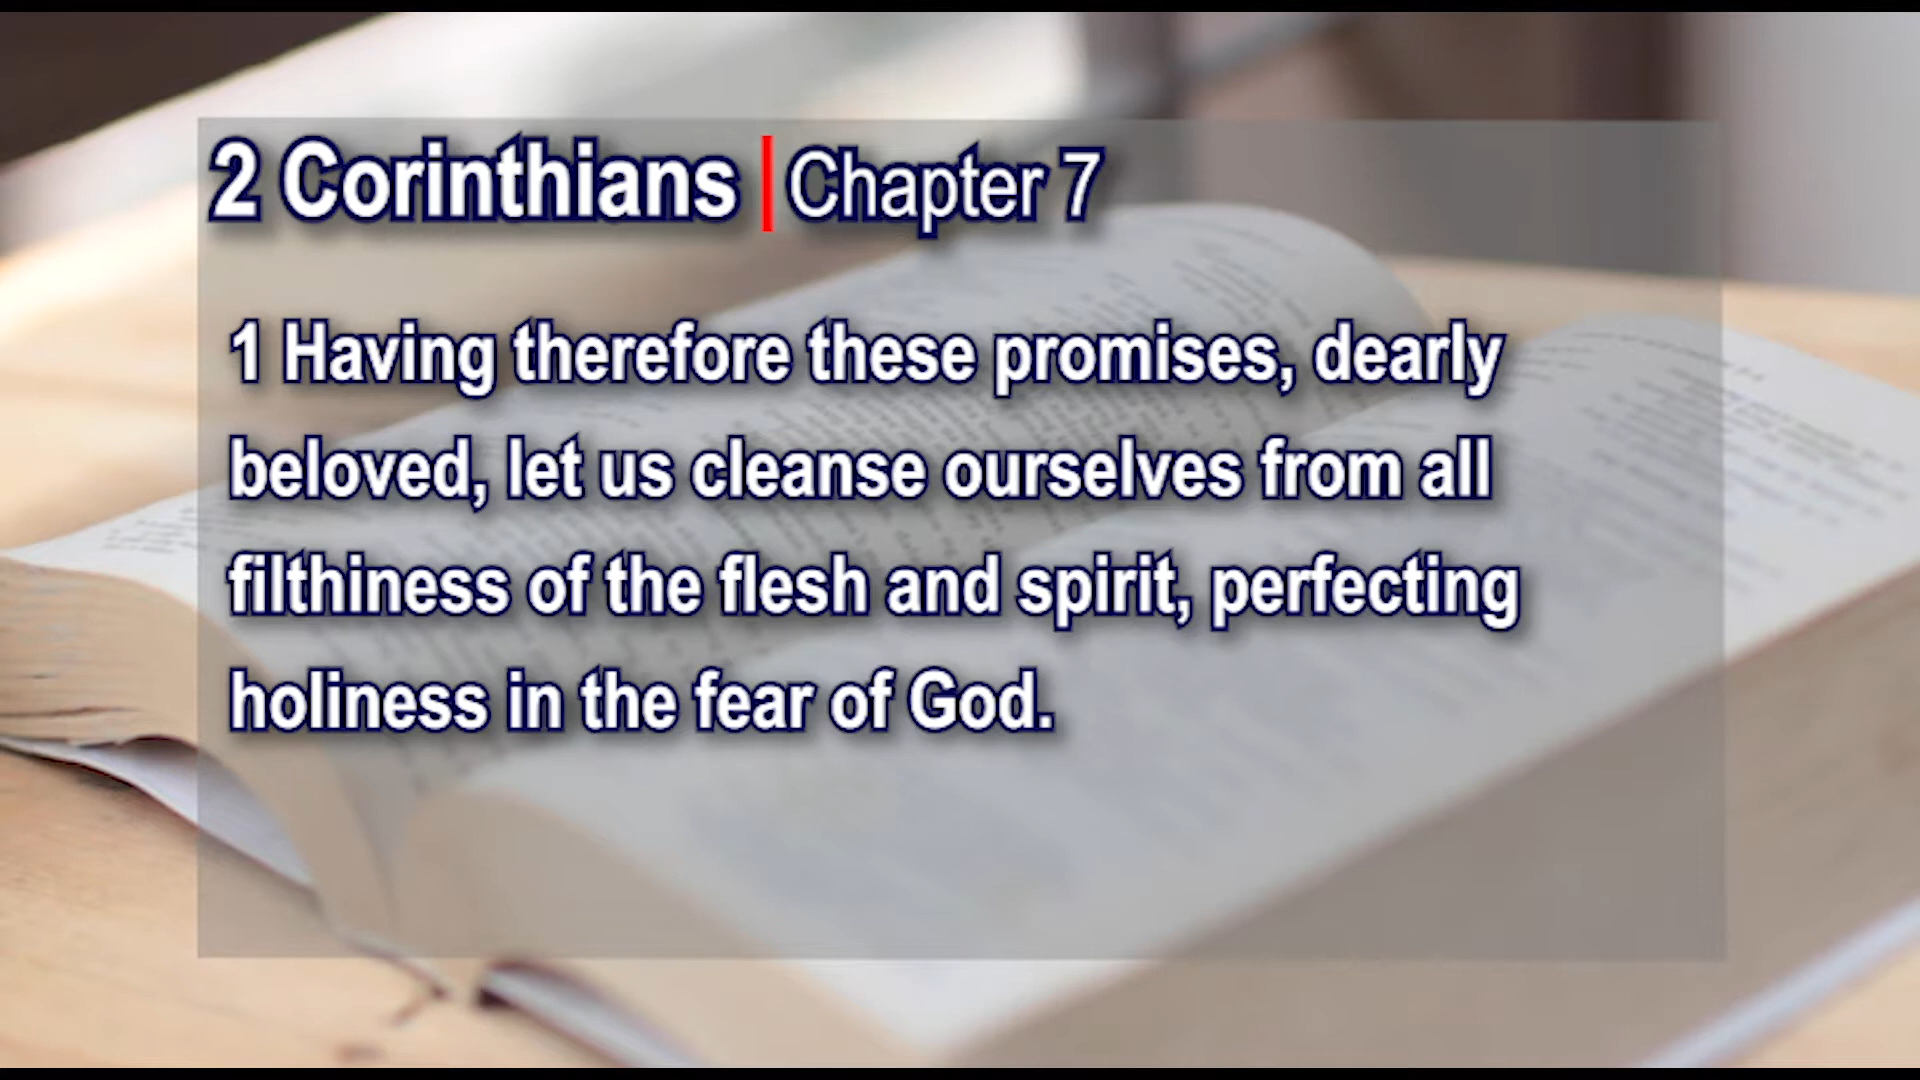 2 Corinthians | Chapter 7
1 Having therefore these promises, dearly
beloved, let us cleanse ourselves from all
filthiness of the flesh and spirit, perfecting
holiness in the fear of God.